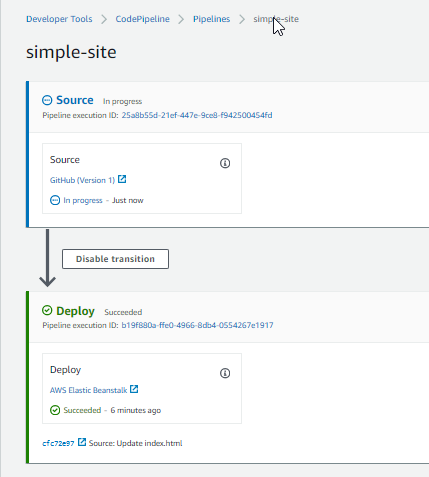 Developer Tools > CodePipeline > Pipelines > simple-site
simple-site
Source In progress
Pipeline execution ID: 25a8b55d-21ef-447e-9ce8-f942500454fd
Source
GitHub (Version 1)
In progress - Just now
Disable transition
Deploy Succeeded
Pipeline execution ID: b19f880a-ffe0-4966-8db4-0554267e1917
Deploy
AWS Elastic Beanstalk
Succeeded - 6 minutes ago
cfc72e97 Source: Update index.html